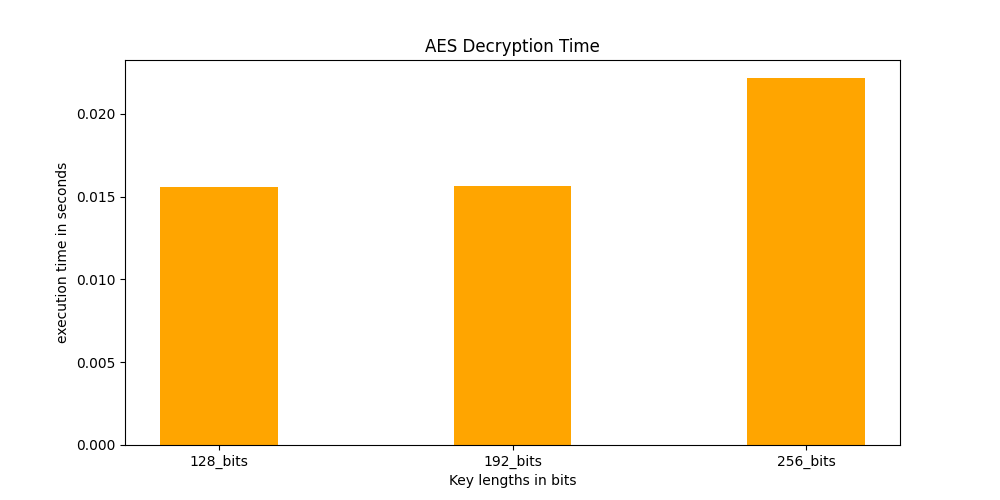 AES Decryption Time
execution time in seconds
0.020
0.015
0.010
0.005
0.000
128_bits
192_bits
256_bits
Key lengths in bits